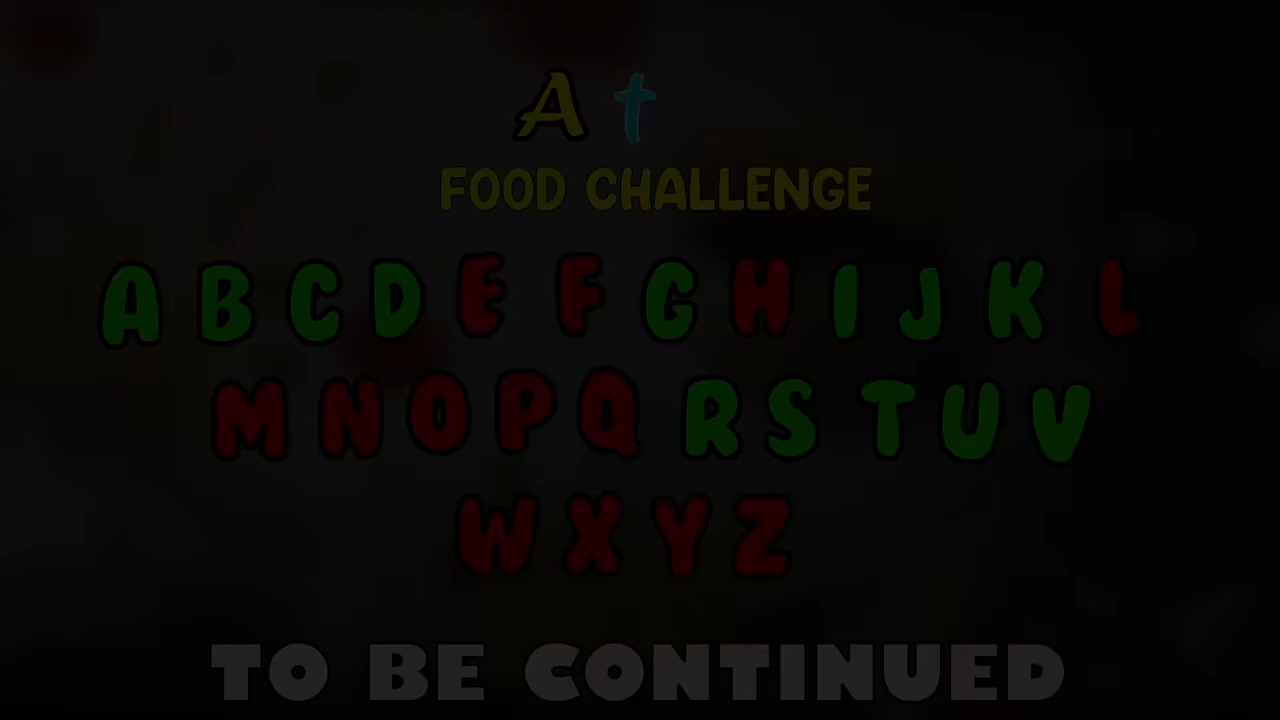 A t
FOOD CHALLENGE
A B C D E F G H I J K L
M N O P Q R S T U V
W X Y Z
TO BE CONTINUED